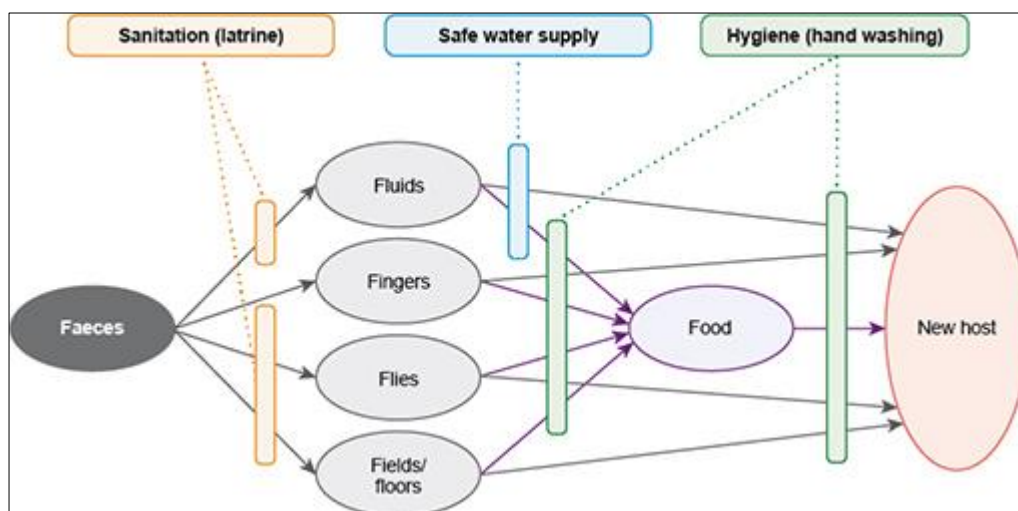 Sanitation (latrine)
Safe water supply
Hygiene (hand washing)
Fluids
Fingers
Faeces
Food
New host
Flies
Fields/
floors